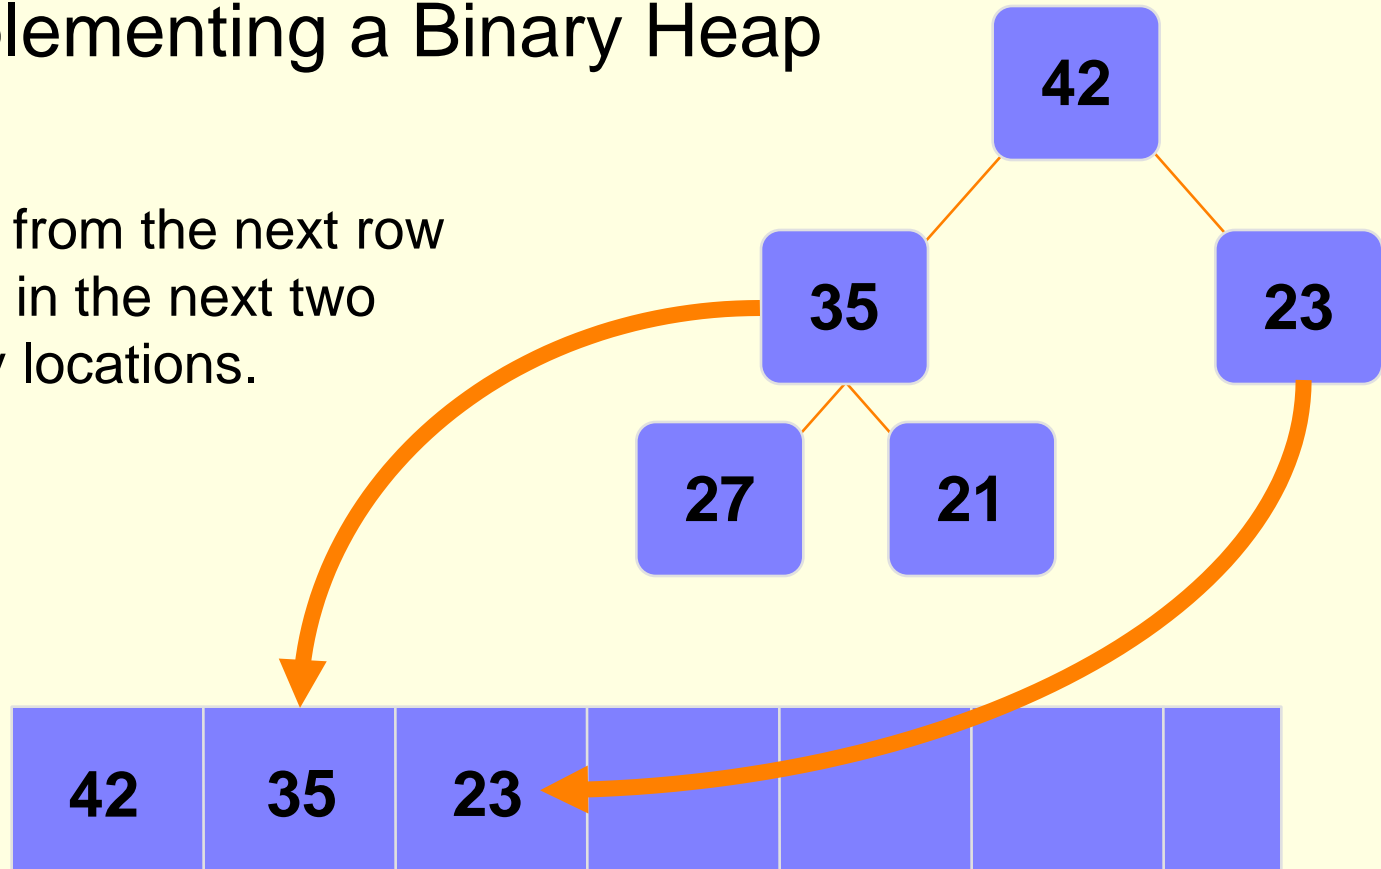 lementing a Binary Heap
42
from the next row
in the next two
locations.
35
23
27
21
42 35 23